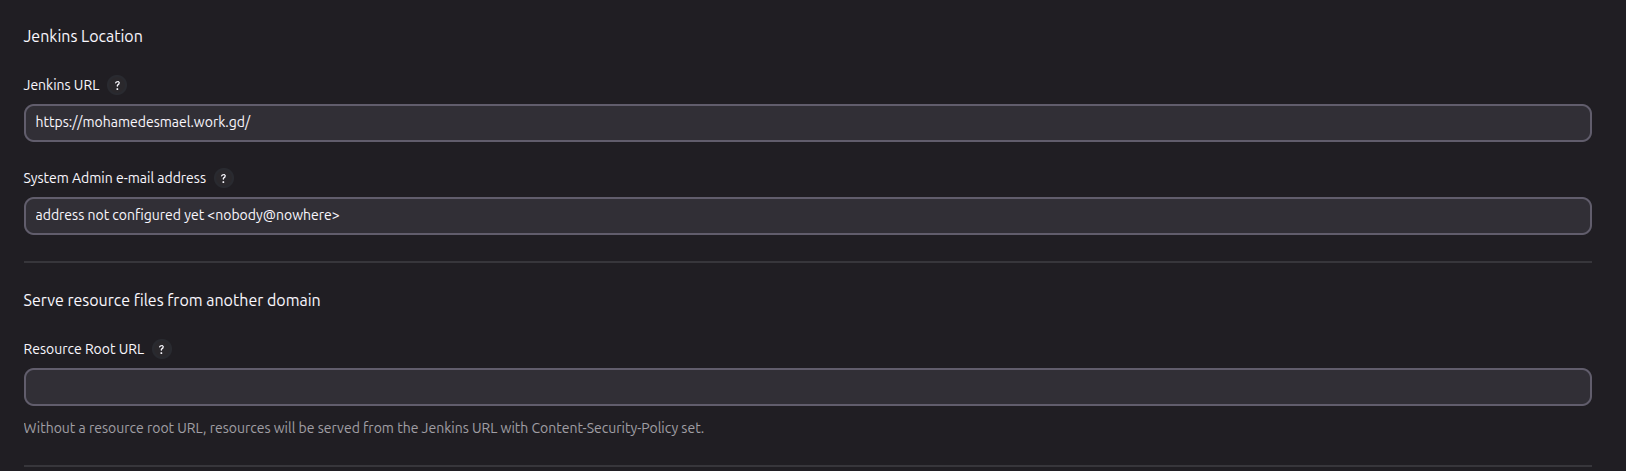 Jenkins Location
Jenkins URL ?
https://mohamedesmael.work.gd/
System Admin e-mail address ?
address not configured yet <nobody@nowhere>
Serve resource files from another domain
Resource Root URL ?
Without a resource root URL, resources will be served from the Jenkins URL with Content-Security-Policy set.